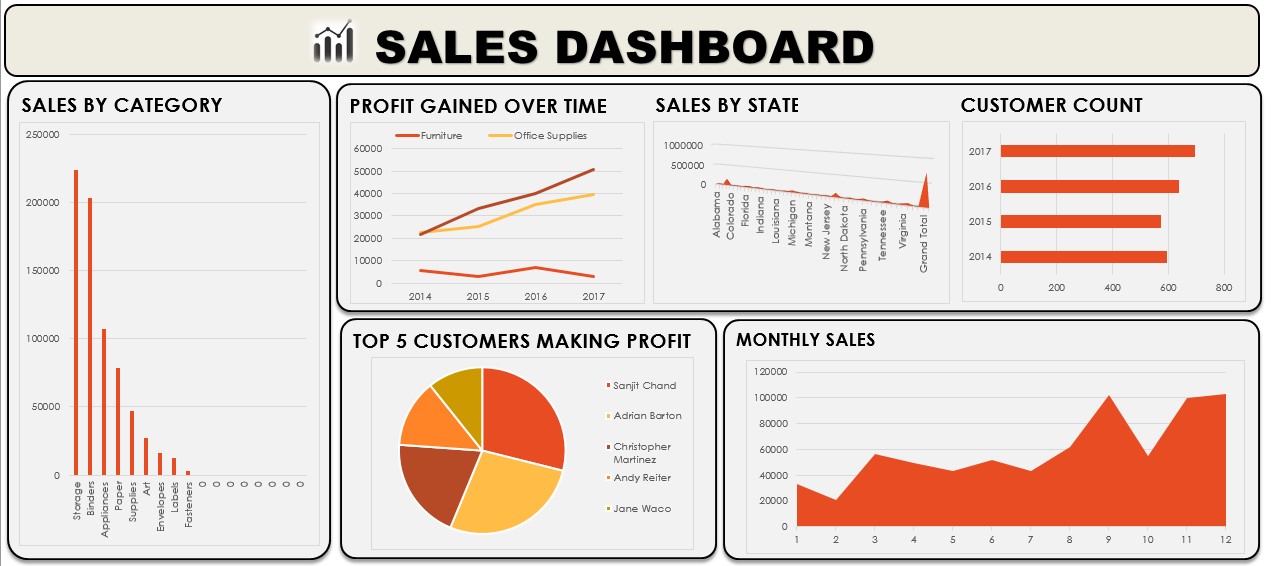 SALES DASHBOARD
SALES BY CATEGORY
250000
200000
150000
100000
50000
0
Storage
Binders
Appliances
Paper
Supplies
Art
Envelopes
Labels
Fasteners
0
0
0
0
0
0
0
0
PROFIT GAINED OVER TIME
Furniture
Office Supplies
60000
50000
40000
30000
20000
10000
0
2014
2015
2016
2017
SALES BY STATE
1000000
500000
0
Alabama
Colorado
Florida
Indiana
Louisiana
Michigan
Montana
New Jersey
North Dakota
Pennsylvania
Tennessee
Virginia
Grand Total
CUSTOMER COUNT
2017
2016
2015
2014
0
200
400
600
800
TOP 5 CUSTOMERS MAKING PROFIT
Sanjit Chand
Adrian Barton
Christopher
Martinez
Andy Reiter
Jane Waco
MONTHLY SALES
120000
100000
80000
60000
40000
20000
0
1
2
3
4
5
6
7
8
9
10
11
12